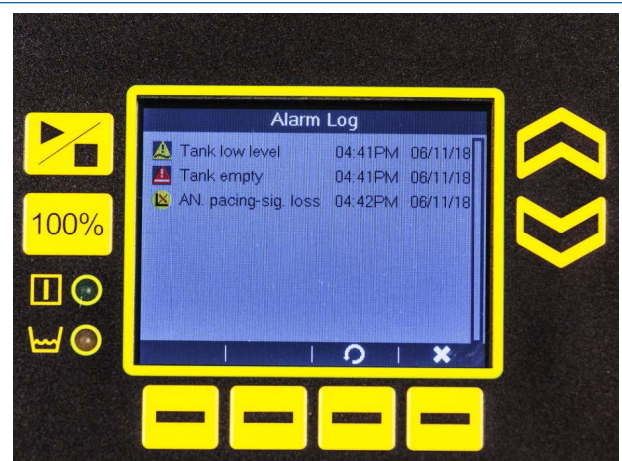 Alarm Log
Tank low level 04:41PM 06/11/18
Tank empty 04:41PM 06/11/18
AN. pacing-sig. loss 04:42PM 06/11/18
100%